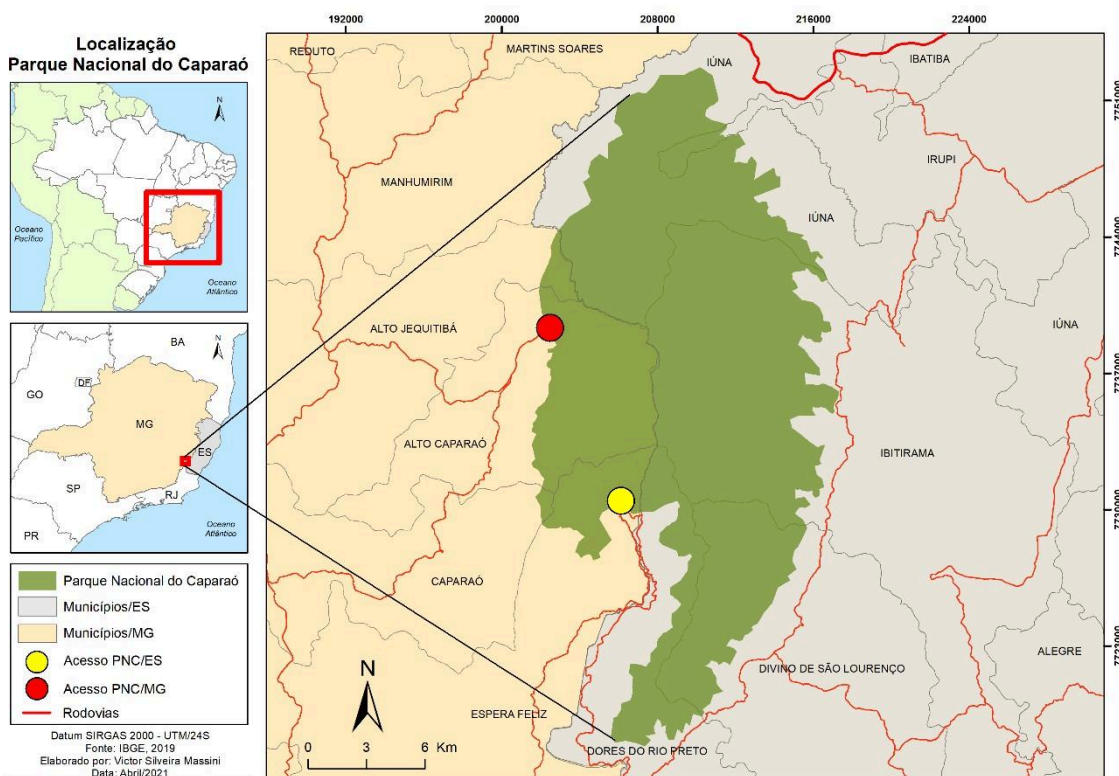 Localização
Parque Nacional do Caparaó
N
Oceano
Pacífico
Oceano
Atlântico
N
BA
GO
DF
MG
ES
SP
RJ
PR
Oceano
Atlântico
Parque Nacional do Caparaó
Municípios/ES
Municípios/MG
Acesso PNC/ES
Acesso PNC/MG
Rodovias
Datum SIRGAS 2000 - UTM/24S
Fonte: IBGE, 2019
Elaborado por: Victor Silveira Massini
Data: Abril/2021
192000
200000
208000
216000
224000
REDUTO
MARTINS SOARES
IÚNA
IBATIBA
MANHUMIRIM
IRUPI
IÚNA
ALTO JEQUITIBÁ
IÚNA
ALTO CAPARAÓ
IBITIRAMA
CAPARAÓ
ALEGRE
DIVINO DE SÃO LOURENÇO
ESPERA FELIZ
DORES DO RIO PRETO
N
0 3 6 Km
7744000
7737000
7730000